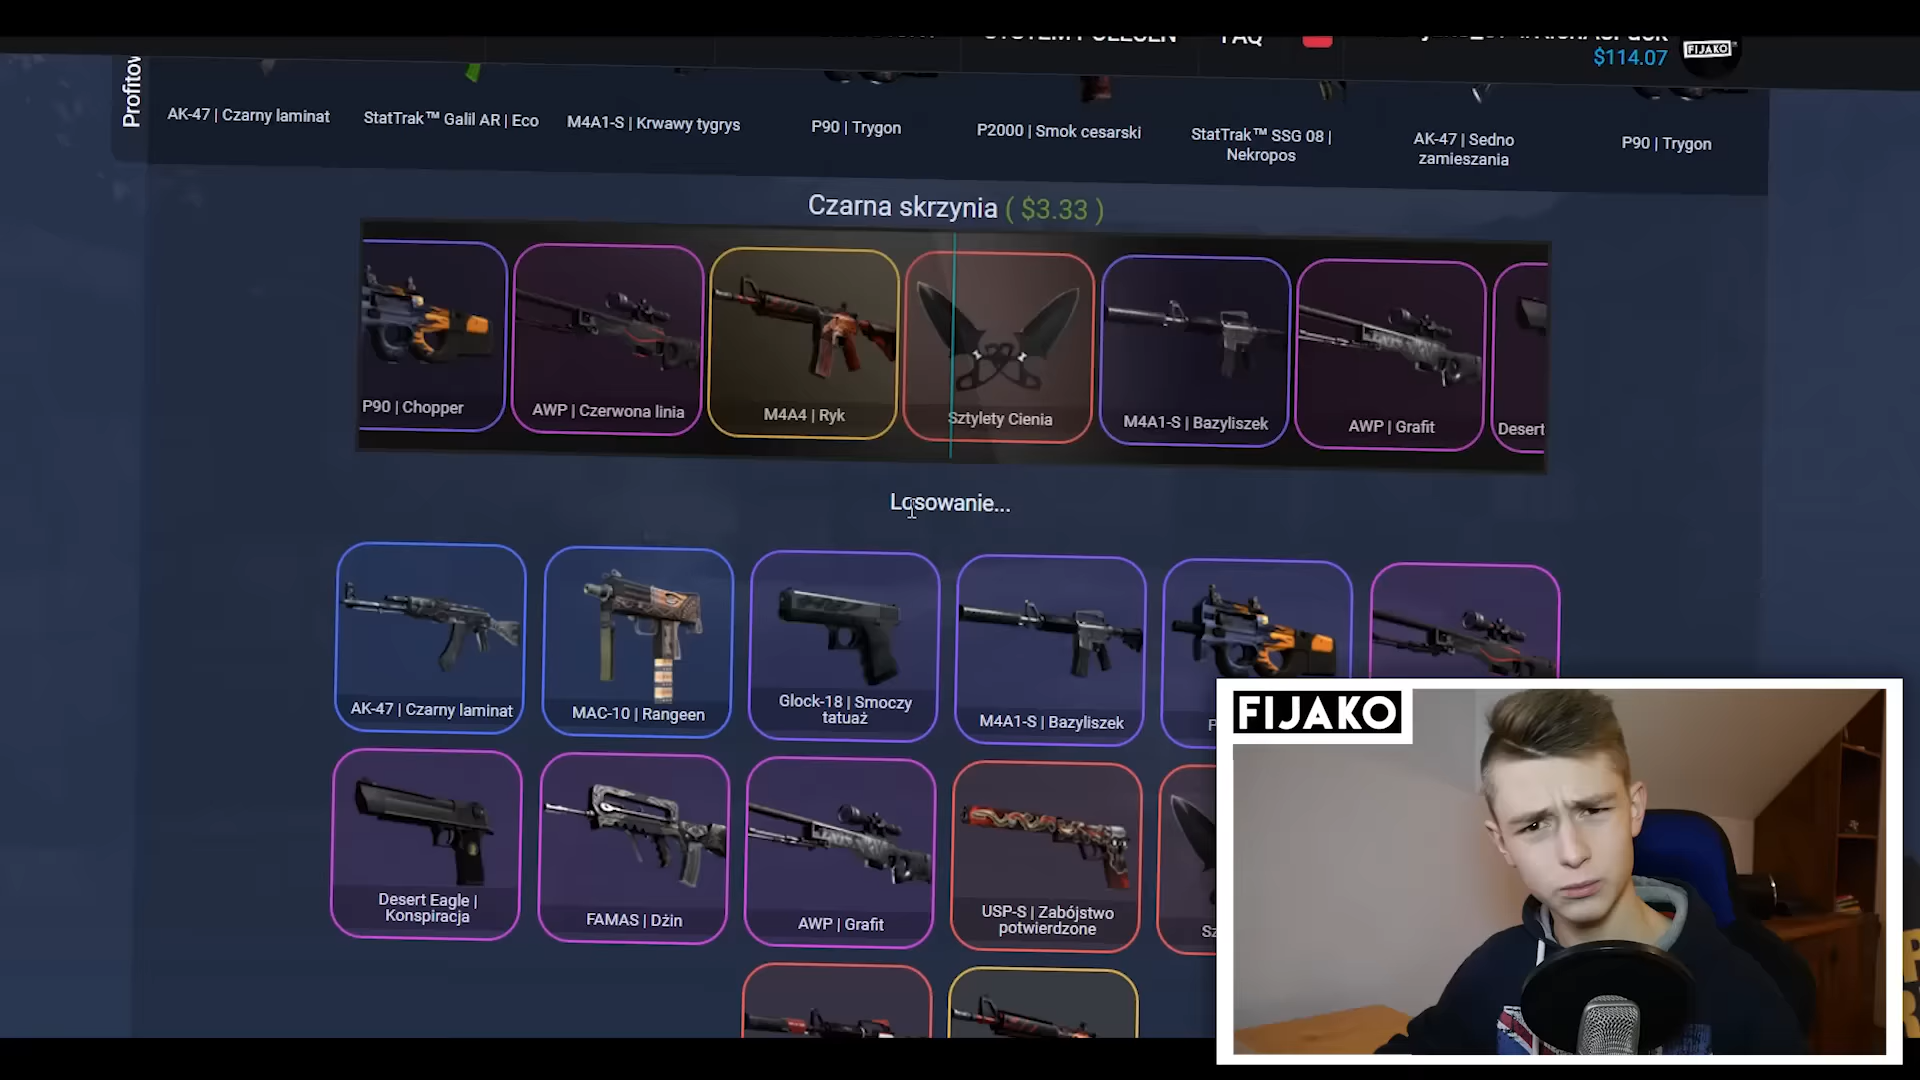 FAQ
$114.07
FIJAKO
Profitow
AK-47 | Czarny laminat
StatTrak™ Galil AR | Eco
M4A1-S | Krwawy tygrys
P90 | Trygon
P2000 | Smok cesarski
StatTrak™ SSG 08 |
Nekropos
AK-47 | Sedno
zamieszania
P90 | Trygon
Czarna skrzynia ( $3.33 )
P90 | Chopper
AWP | Czerwona linia
M4A4 | Ryk
Sztylety Cienia
M4A1-S | Bazyliszek
AWP | Grafit
Desert
Losowanie...
AK-47 | Czarny laminat
MAC-10 | Rangeen
Glock-18 | Smoczy
tatuaż
M4A1-S | Bazyliszek
P
FIJAKO
Desert Eagle |
Konspiracja
FAMAS | Dżin
AWP | Grafit
USP-S | Zabójstwo
potwierdzone
Sz